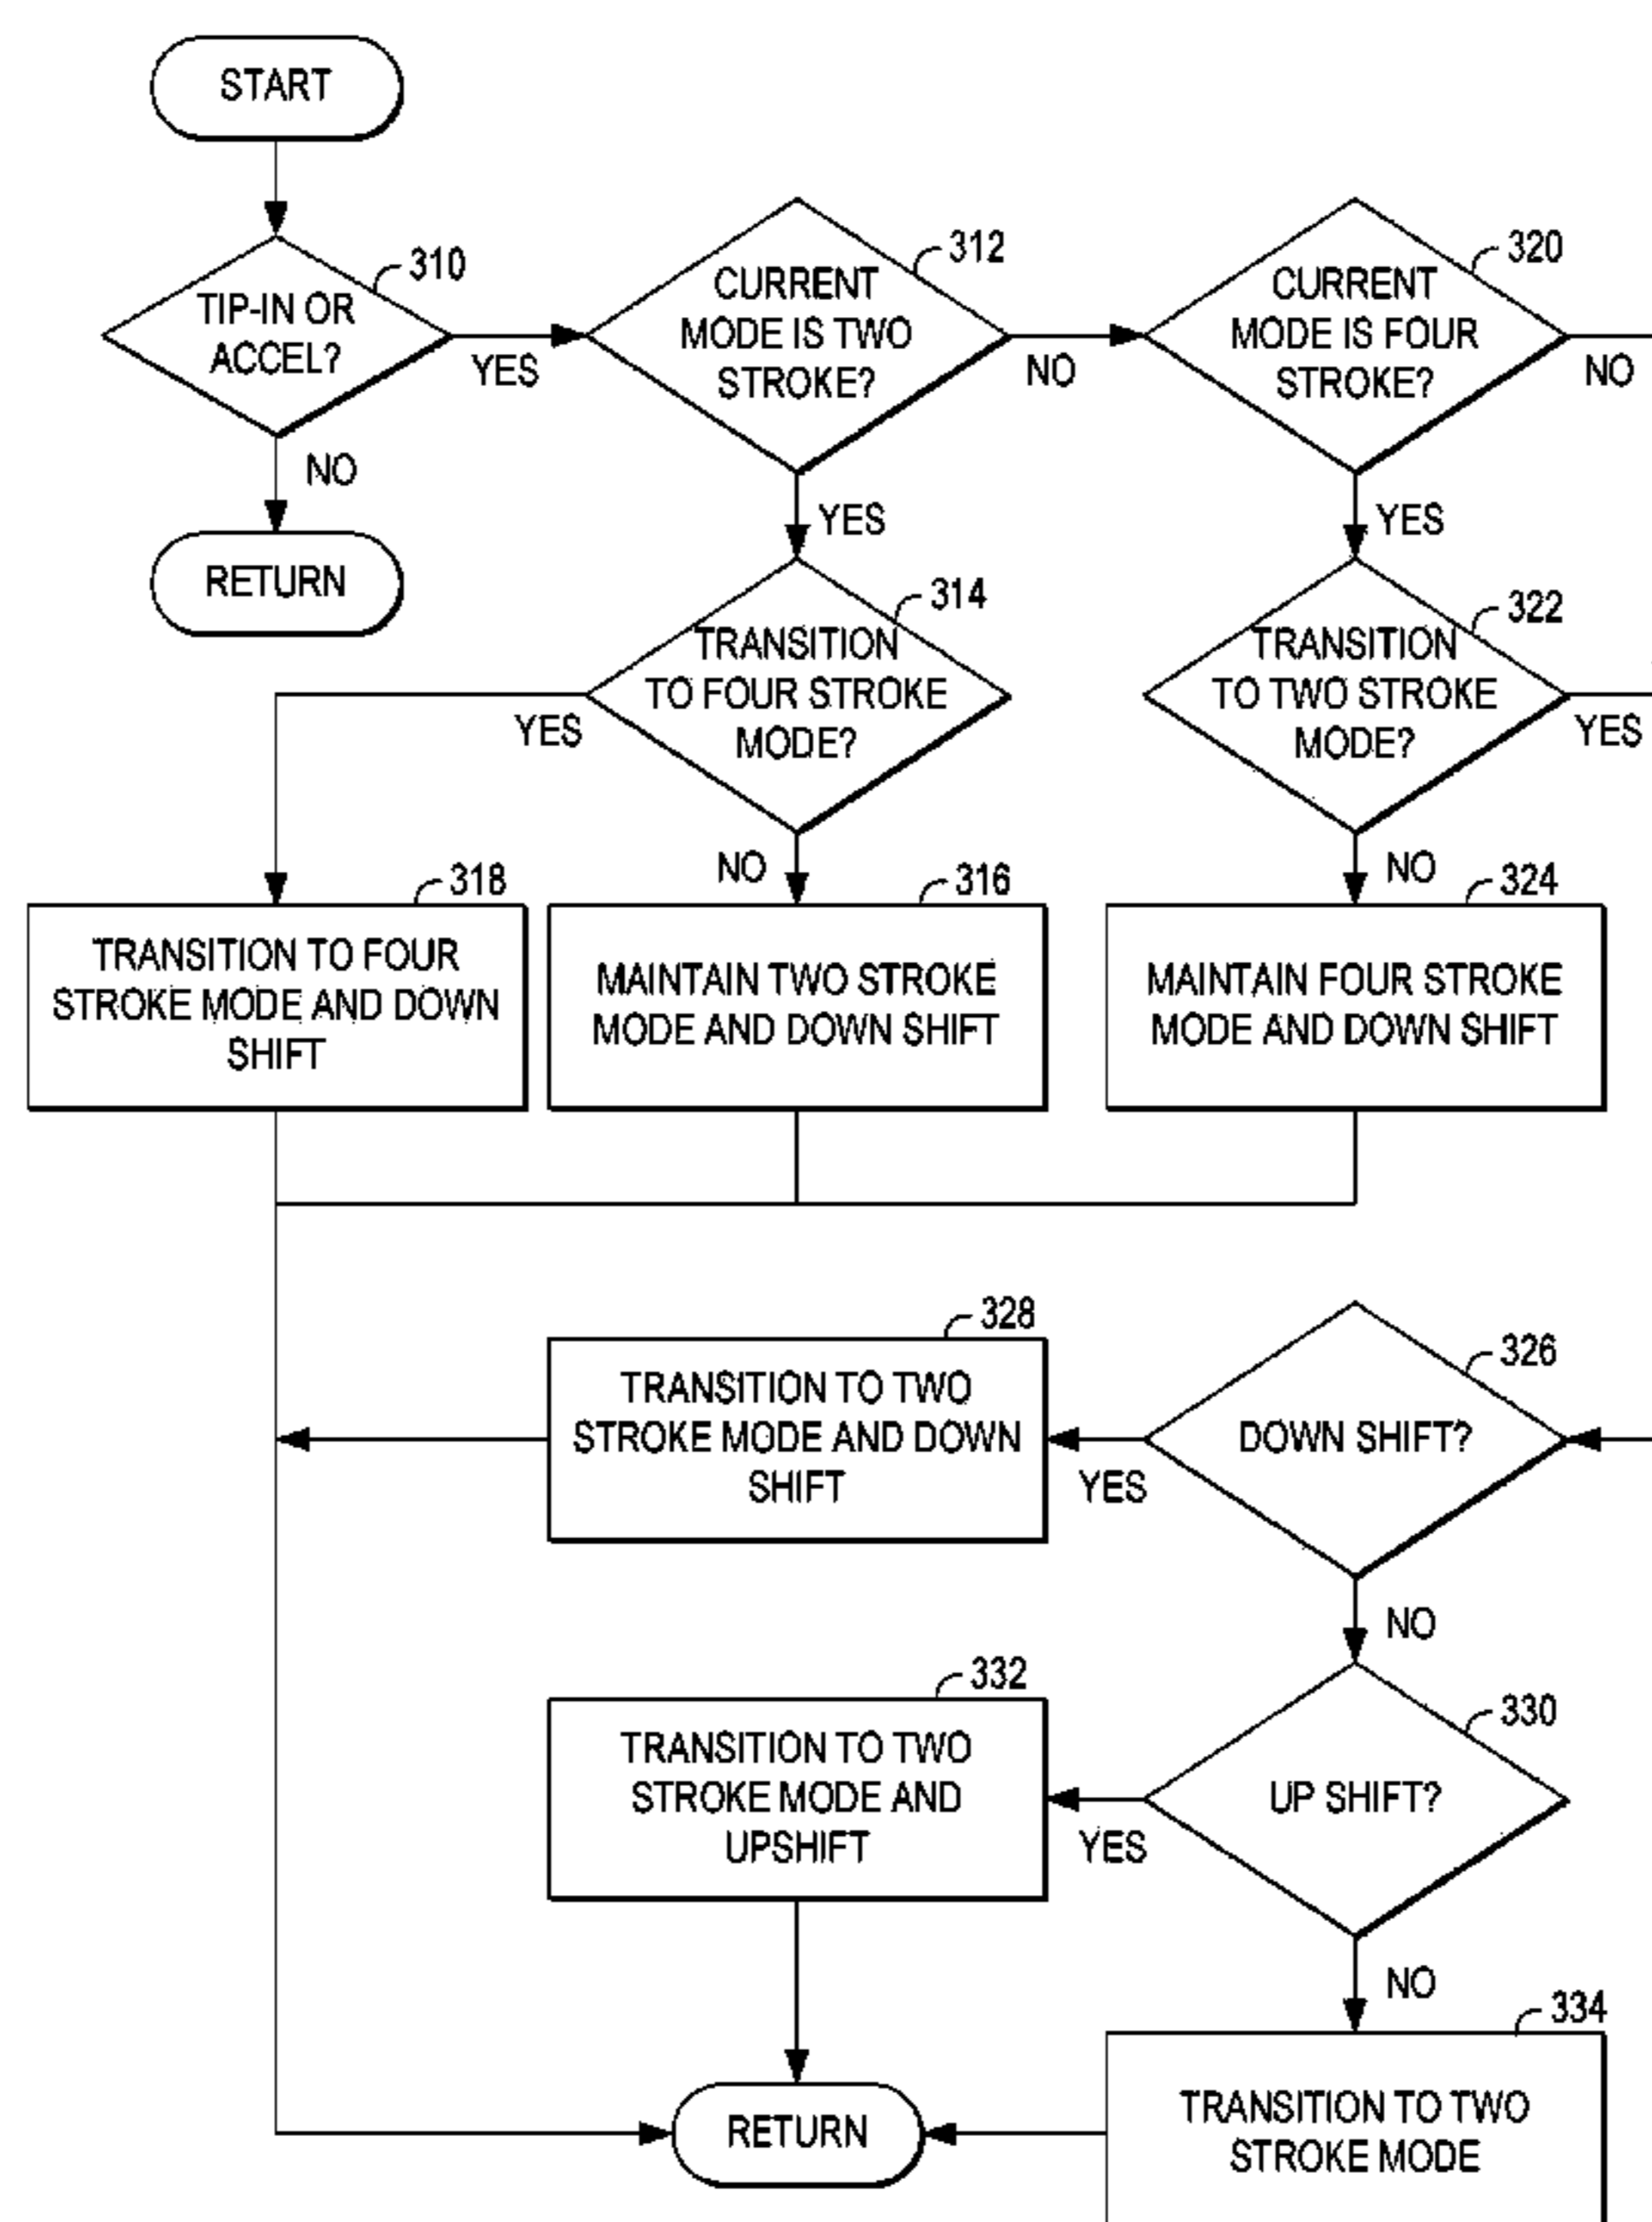 START
310
TIP-IN OR
ACCEL?
YES
NO
RETURN
312
CURRENT
MODE IS TWO
STROKE?
NO
YES
320
CURRENT
MODE IS FOUR
STROKE?
NO
YES
314
TRANSITION
TO FOUR STROKE
MODE?
YES
NO
322
TRANSITION
TO TWO STROKE
MODE?
YES
NO
318
TRANSITION TO FOUR
STROKE MODE AND DOWN
SHIFT
316
MAINTAIN TWO STROKE
MODE AND DOWN SHIFT
324
MAINTAIN FOUR STROKE
MODE AND DOWN SHIFT
328
TRANSITION TO TWO
STROKE MODE AND DOWN
SHIFT
326
DOWN SHIFT?
YES
NO
332
TRANSITION TO TWO
STROKE MODE AND
UPSHIFT
330
UP SHIFT?
YES
NO
334
TRANSITION TO TWO
STROKE MODE
RETURN